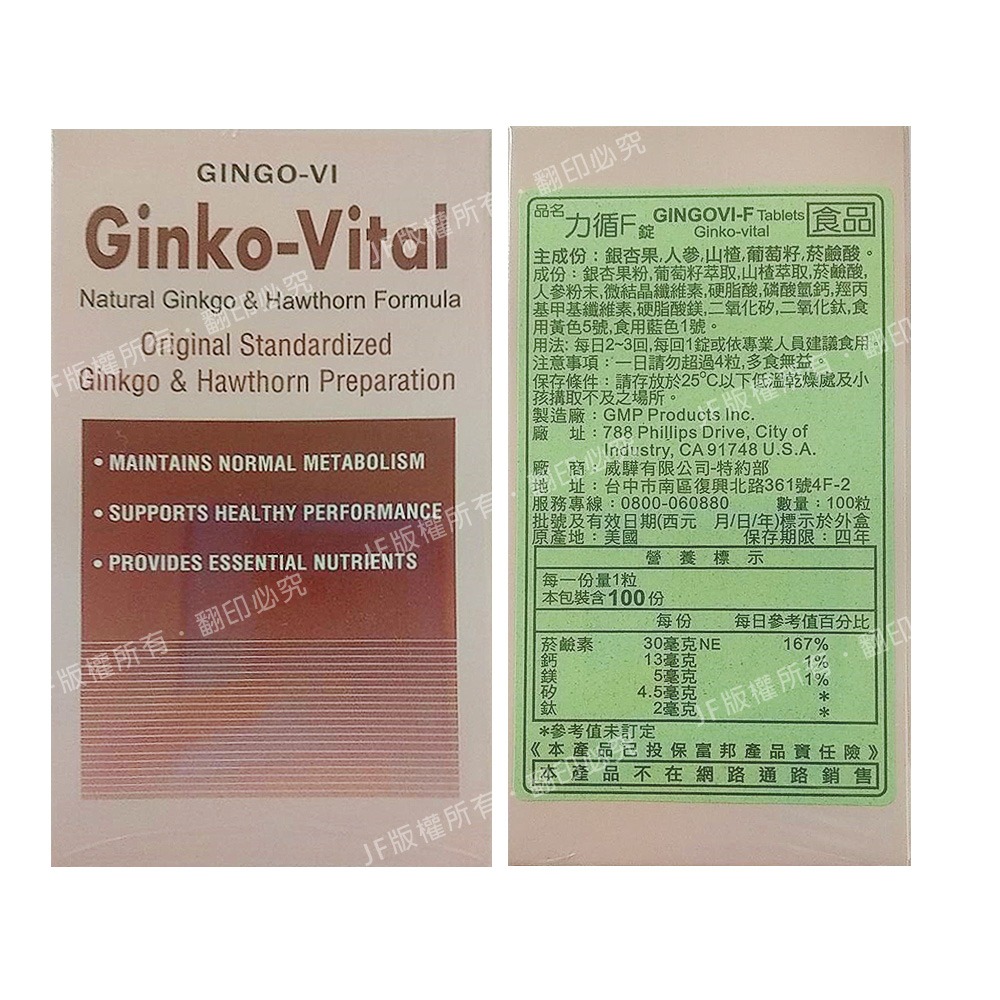 GINGO-VI
Ginko-Vital
Natural Ginkgo & Hawthorn Formula
Original Standardized
Ginkgo & Hawthorn Preparation
• MAINTAINS NORMAL METABOLISM
• SUPPORTS HEALTHY PERFORMANCE
• PROVIDES ESSENTIAL NUTRIENTS
JF版權所有・翻印必究
品名 力循F錠 GINGOVI-F Tablets 食品
Ginko-vital
主成份：銀杏果,人參,山楂,葡萄籽,菸鹼酸。
成份：銀杏果粉,葡萄籽萃取,山楂萃取,菸鹼酸,
人參粉末,微結晶纖維素,硬脂酸,磷酸氫鈣,羥丙
基甲基纖維素,硬脂酸鎂,二氧化矽,二氧化鈦,食
用黃色5號,食用藍色1號。
用法: 每日2~3回,每回1錠或依專業人員建議食用
注意事項：一日請勿超過4粒,多食無益
保存條件：請存放於25°C以下低溫乾燥處及小
孩搆取不及之場所。
製造廠：GMP Products Inc.
廠 址：788 Phillips Drive, City of
Industry, CA 91748 U.S.A.
廠 商：威驊有限公司-特約部
地 址：台中市南區復興北路361號4F-2
服務專線：0800-060880 數量：100粒
批號及有效日期(西元 月/日/年)標示於外盒
原產地：美國 保存期限：四年
營養標示
每一份量1粒
本包裝含100份
每份 每日參考值百分比
菸鹼素 30毫克NE 167%
鈣 13毫克 1%
鎂 5毫克 1%
矽 4.5毫克 *
鈦 2毫克 *
*參考值未訂定
《本產品已投保富邦產品責任險》
本產品不在網路通路銷售